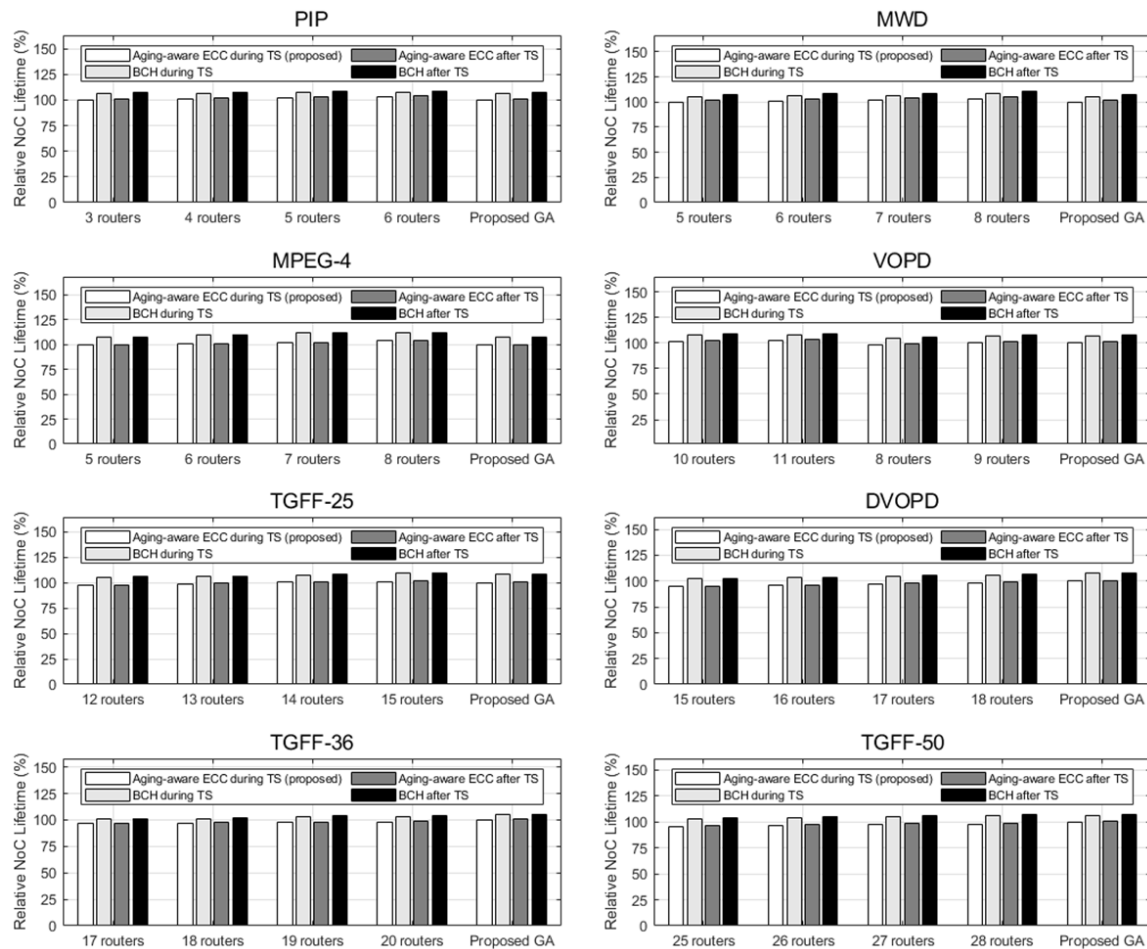 PIP
Relative NoC Lifetime (%)
150
125
100
75
50
25
0
Aging-aware ECC during TS (proposed)
Aging-aware ECC after TS
BCH during TS
BCH after TS
3 routers
4 routers
5 routers
6 routers
Proposed GA
MWD
Relative NoC Lifetime (%)
150
125
100
75
50
25
0
Aging-aware ECC during TS (proposed)
Aging-aware ECC after TS
BCH during TS
BCH after TS
5 routers
6 routers
7 routers
8 routers
Proposed GA
MPEG-4
Relative NoC Lifetime (%)
150
125
100
75
50
25
0
Aging-aware ECC during TS (proposed)
Aging-aware ECC after TS
BCH during TS
BCH after TS
5 routers
6 routers
7 routers
8 routers
Proposed GA
VOPD
Relative NoC Lifetime (%)
150
125
100
75
50
25
Aging-aware ECC during TS (proposed)
Aging-aware ECC after TS
BCH during TS
BCH after TS
10 routers
11 routers
8 routers
9 routers
Proposed GA
TGFF-25
Relative NoC Lifetime (%)
150
125
100
75
50
25
0
Aging-aware ECC during TS (proposed)
Aging-aware ECC after TS
BCH during TS
BCH after TS
12 routers
13 routers
14 routers
15 routers
Proposed GA
DVOPD
Relative NoC Lifetime (%)
150
125
100
75
50
25
0
Aging-aware ECC during TS (proposed)
Aging-aware ECC after TS
BCH during TS
BCH after TS
15 routers
16 routers
17 routers
18 routers
Proposed GA
TGFF-36
Relative NoC Lifetime (%)
150
125
100
75
50
25
0
Aging-aware ECC during TS (proposed)
Aging-aware ECC after TS
BCH during TS
BCH after TS
17 routers
18 routers
19 routers
20 routers
Proposed GA
TGFF-50
Relative NoC Lifetime (%)
150
125
100
75
50
25
0
Aging-aware ECC during TS (proposed)
Aging-aware ECC after TS
BCH during TS
BCH after TS
25 routers
26 routers
27 routers
28 routers
Proposed GA